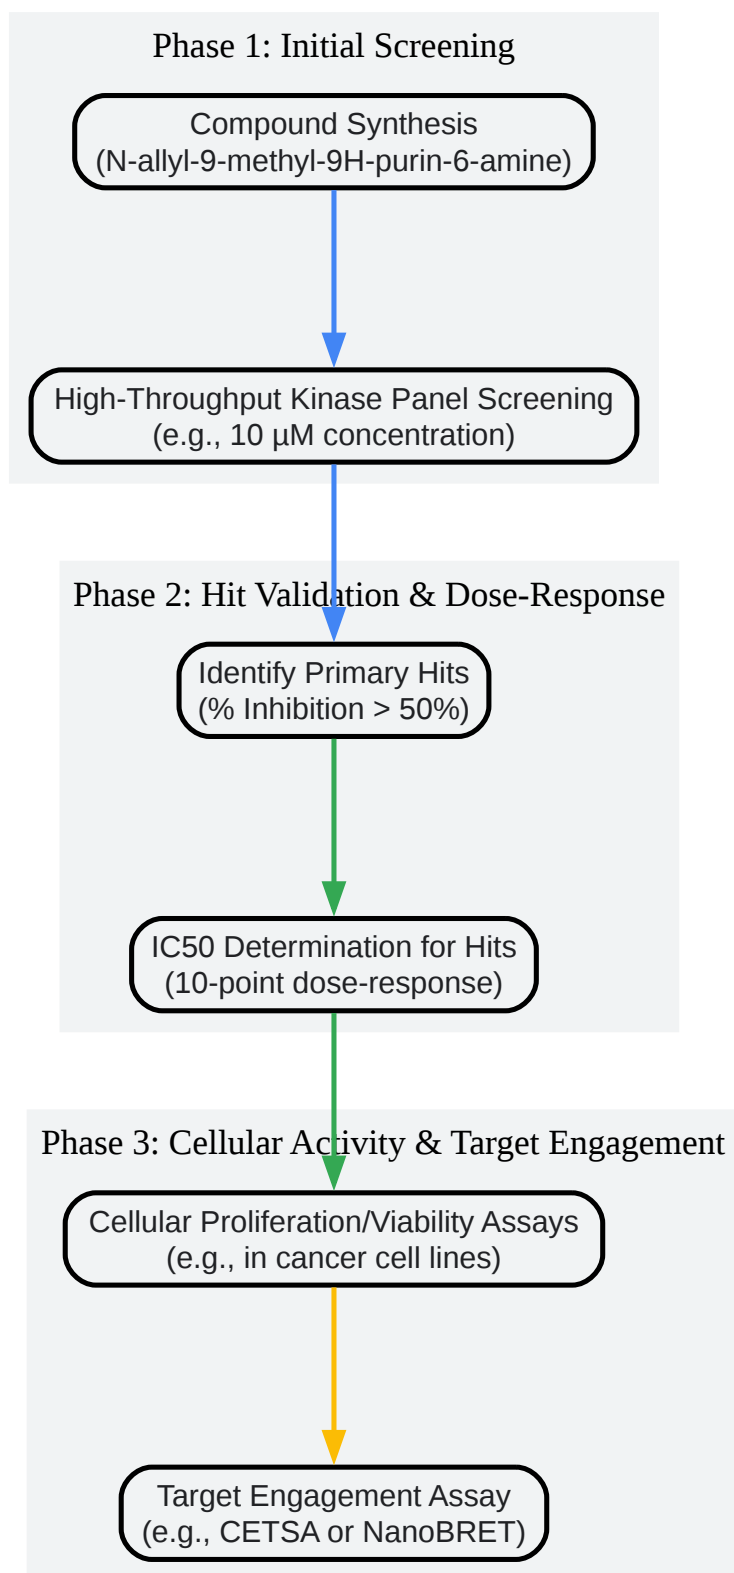 Phase 1: Initial Screening
Compound Synthesis
(N-allyl-9-methyl-9H-purin-6-amine)
High-Throughput Kinase Panel Screening
(e.g., 10 µM concentration)
Phase 2: Hit Validation & Dose-Response
Identify Primary Hits
(% Inhibition > 50%)
IC50 Determination for Hits
(10-point dose-response)
Phase 3: Cellular Activity & Target Engagement
Cellular Proliferation/Viability Assays
(e.g., in cancer cell lines)
Target Engagement Assay
(e.g., CETSA or NanoBRET)